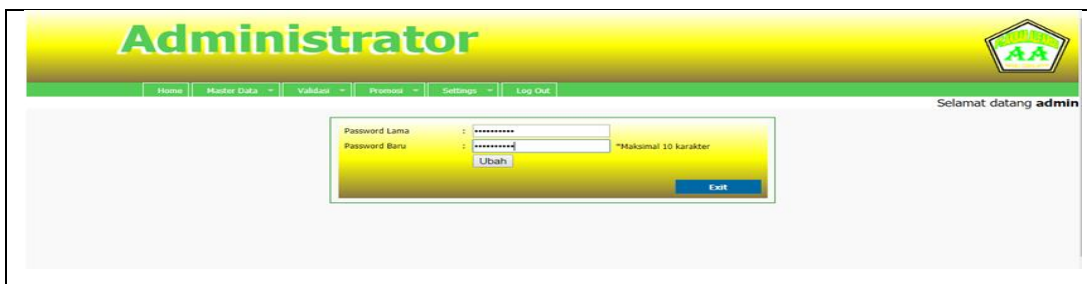 Administrator
AA
Home Master Data Validasi Promosi Settings Log Out
Selamat datang admin
Password Lama : ••••••••••
Password Baru : •••••••••• *Maksimal 10 karakter
Ubah
Exit